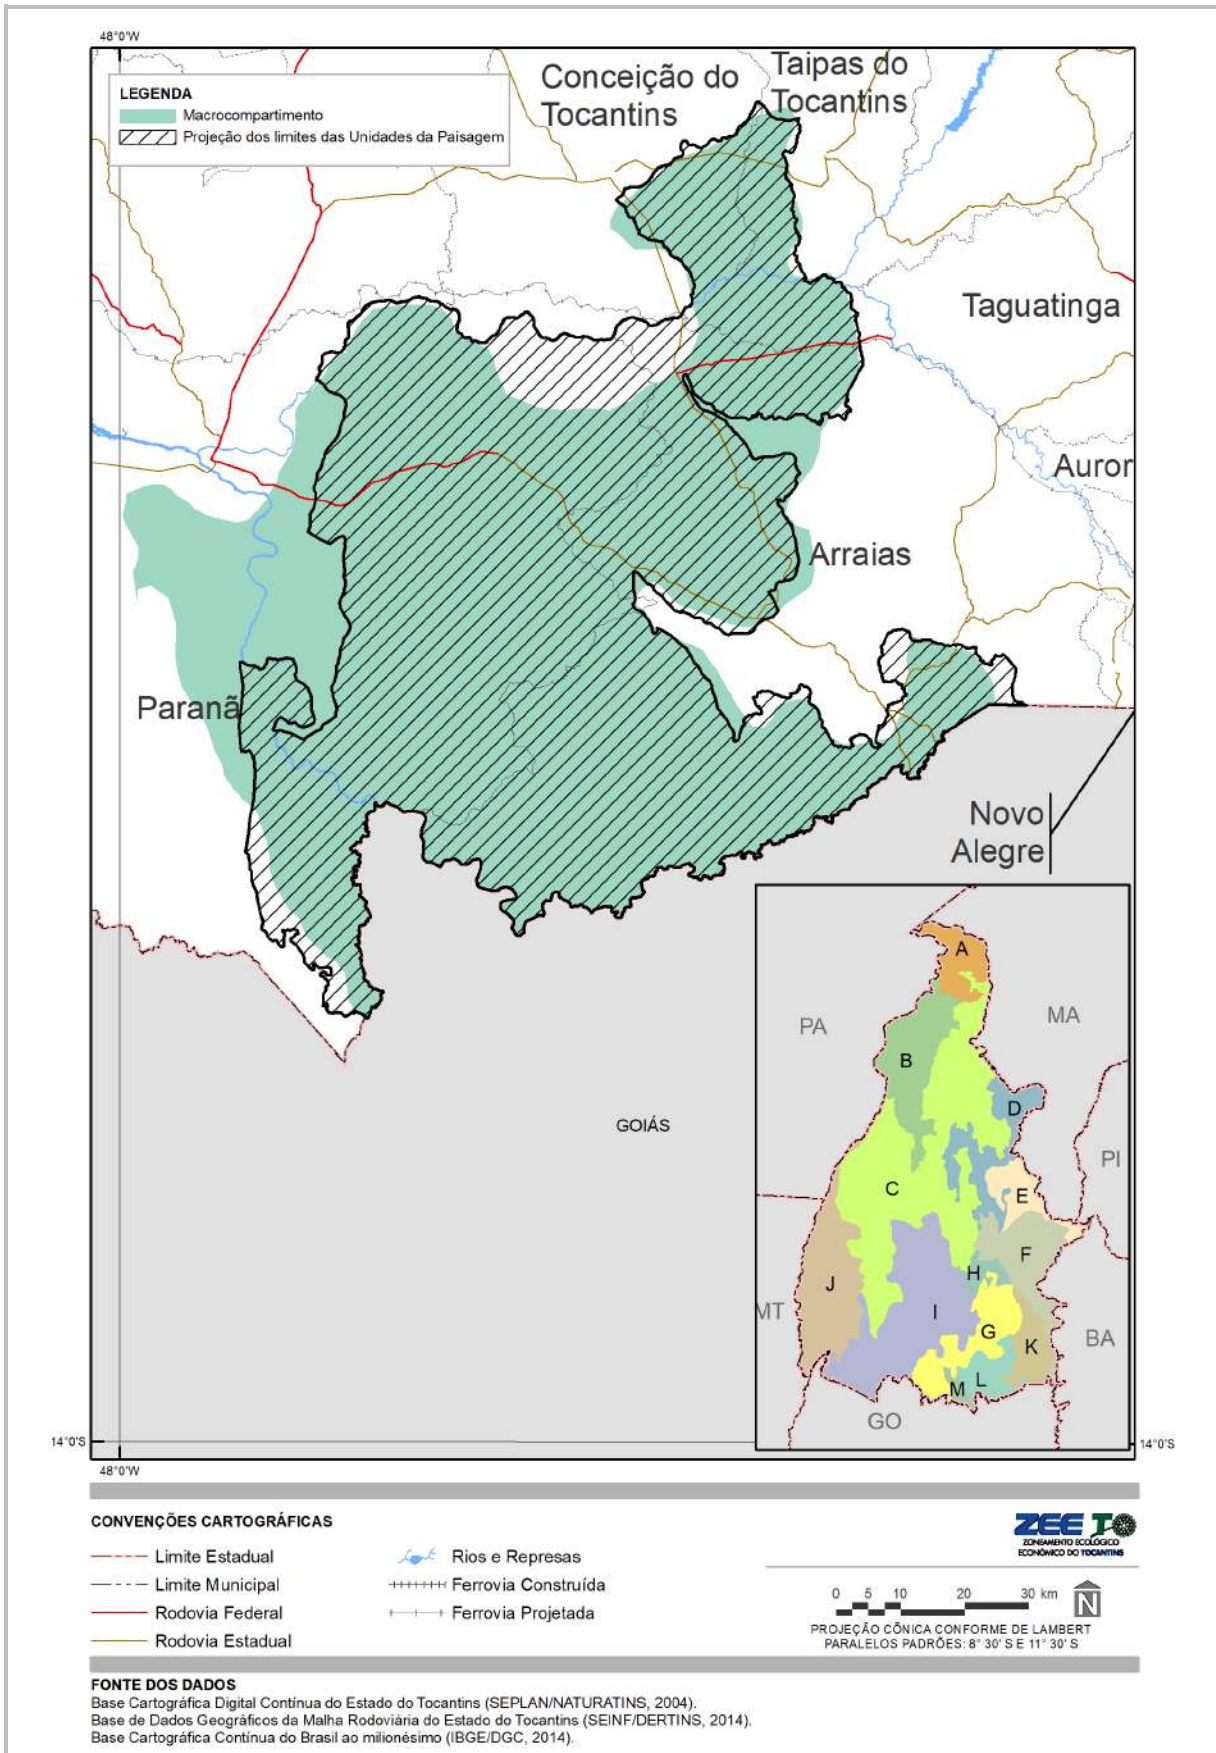 48°0'W
LEGENDA
Macrocompartimento
Projeção dos limites das Unidades da Paisagem
Conceição do
Tocantins
Taipas do
Tocantins
Taguatinga
Auror
Arraias
Paranã
Novo
Alegre
GOIÁS
A
PA
MA
B
D
PI
C
E
F
H
J
I
MT
G
K
BA
L
M
GO
14°0'S
14°0'S
48°0'W
CONVENÇÕES CARTOGRÁFICAS
Limite Estadual
Limite Municipal
Rodovia Federal
Rodovia Estadual
Rios e Represas
Ferrovia Construída
Ferrovia Projetada
ZEE TO
ZONEAMENTO ECOLÓGICO
ECONÔMICO DO TOCANTINS
0 5 10 20 30 km
N
PROJEÇÃO CÔNICA CONFORME DE LAMBERT
PARALELOS PADRÕES: 8° 30' S E 11° 30' S
FONTE DOS DADOS
Base Cartográfica Digital Contínua do Estado do Tocantins (SEPLAN/NATURATINS, 2004).
Base de Dados Geográficos da Malha Rodoviária do Estado do Tocantins (SEINF/DERTINS, 2014).
Base Cartográfica Contínua do Brasil ao milionésimo (IBGE/DGC, 2014).